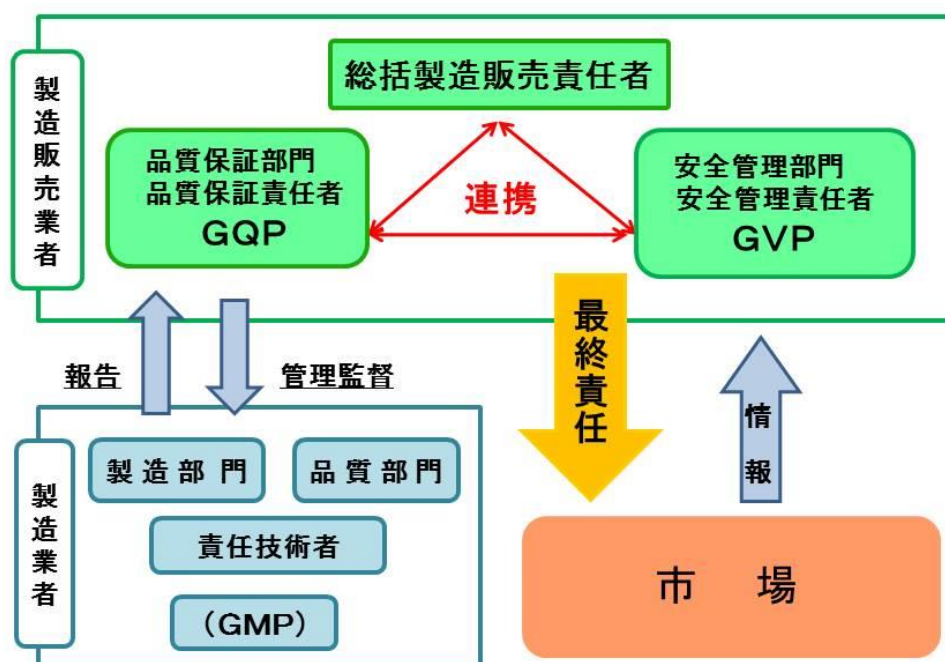 製造販売業者
総括製造販売責任者
品質保証部門
品質保証責任者
GQP
連携
安全管理部門
安全管理責任者
GVP
報告
管理監督
最終責任
情報
製造業者
製造部門
品質部門
責任技術者
（GMP）
市場